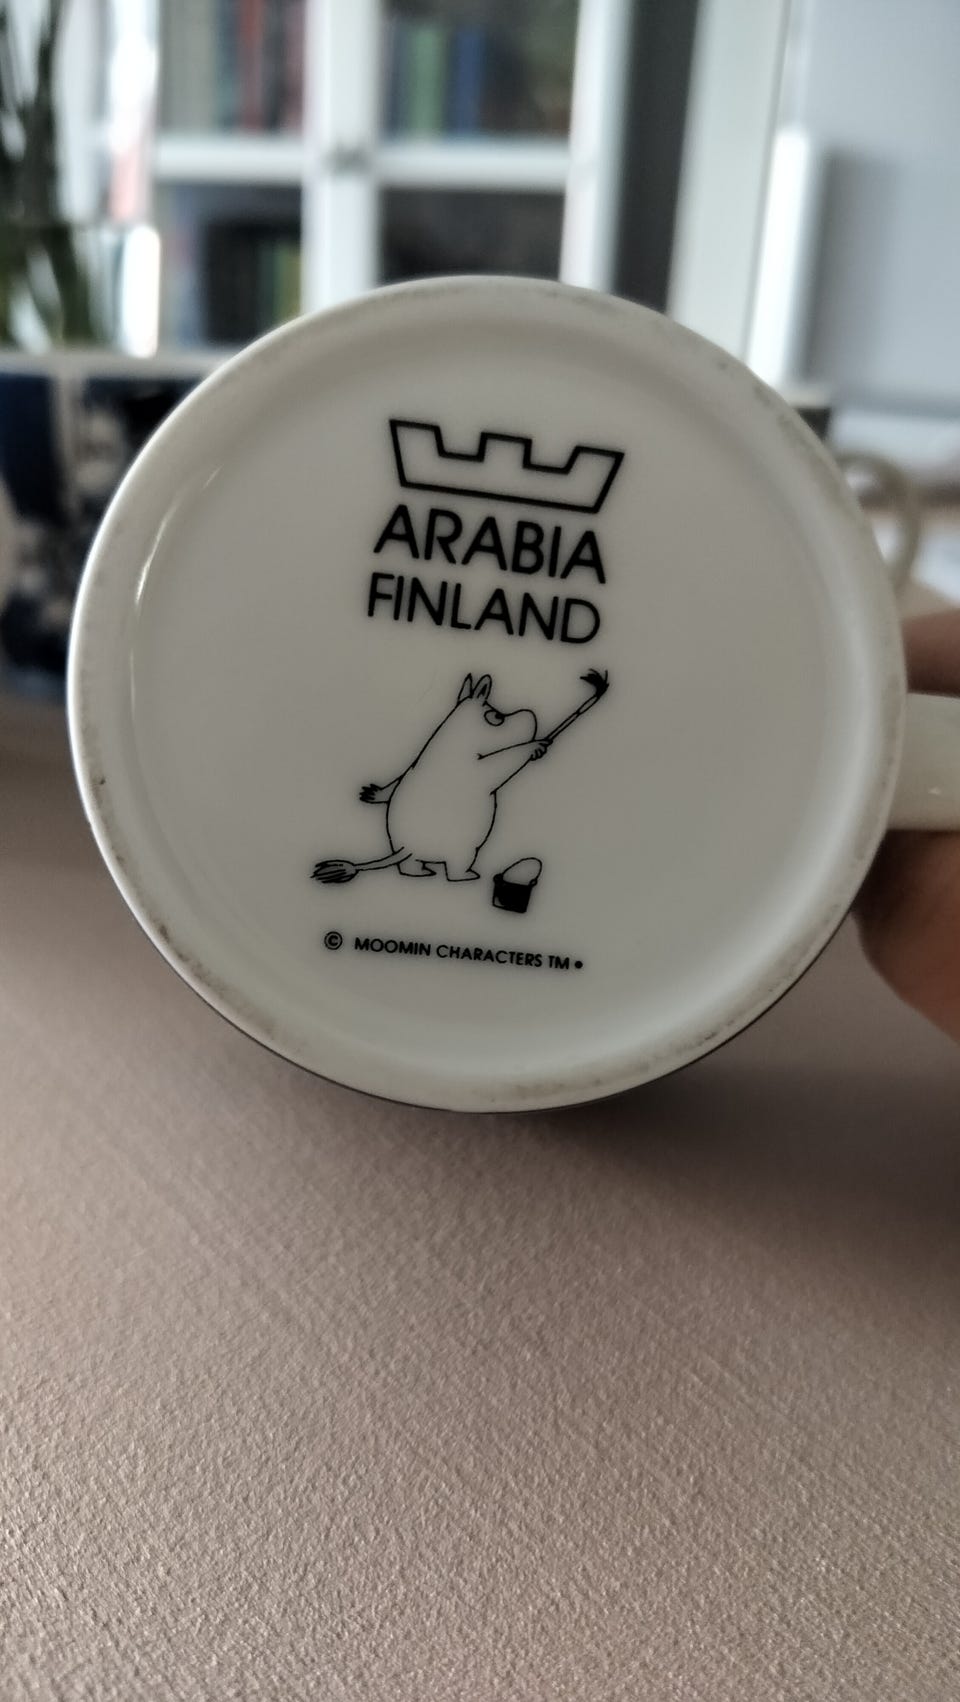 ARABIA
FINLAND
© MOOMIN CHARACTERS TM •